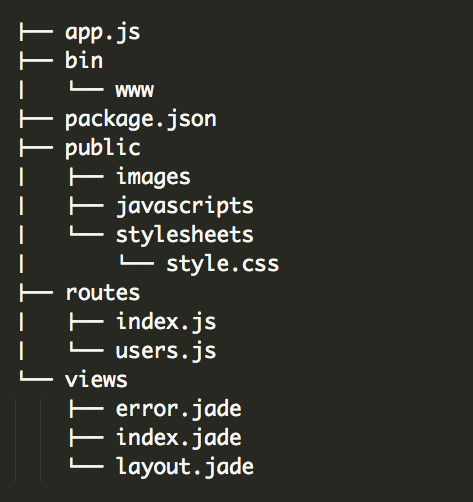 ├── app.js
├── bin
│   └── www
├── package.json
├── public
│   ├── images
│   ├── javascripts
│   └── stylesheets
│       └── style.css
├── routes
│   ├── index.js
│   └── users.js
└── views
    ├── error.jade
    ├── index.jade
    └── layout.jade